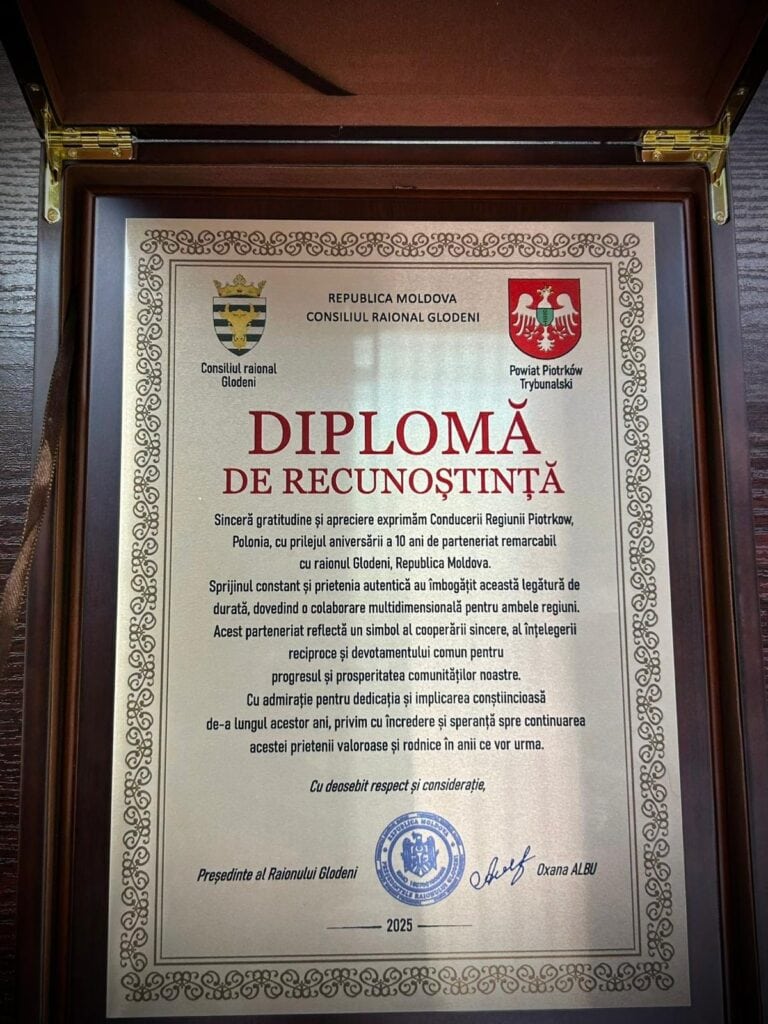 REPUBLICA MOLDOVA
CONSILIUL RAIONAL GLODENI
Consiliul raional
Glodeni
Powiat Piotrków
Trybunalski
DIPLOMĂ
DE RECUNOȘTINȚĂ
Sinceră gratitudine și apreciere exprimăm Conducerii Regiunii Piotrkow,
Polonia, cu prilejul aniversării a 10 ani de parteneriat remarcabil
cu raionul Glodeni, Republica Moldova.
Sprijinul constant și prietenia autentică au îmbogățit această legătură de
durată, dovedind o colaborare multidimensională pentru ambele regiuni.
Acest parteneriat reflectă un simbol al cooperării sincere, al înțelegerii
reciproce și devotamentului comun pentru
progresul și prosperitatea comunităților noastre.
Cu admirație pentru dedicația și implicarea conștiincioasă
de-a lungul acestor ani, privim cu încredere și speranță spre continuarea
acestei prietenii valoroase și rodnice în anii ce vor urma.
Cu deosebit respect și considerație,
Președinte al Raionului Glodeni
REPUBLICA MOLDOVA
PREȘEDINTELE RAIONULUI GLODENI
Oxana ALBU
2025